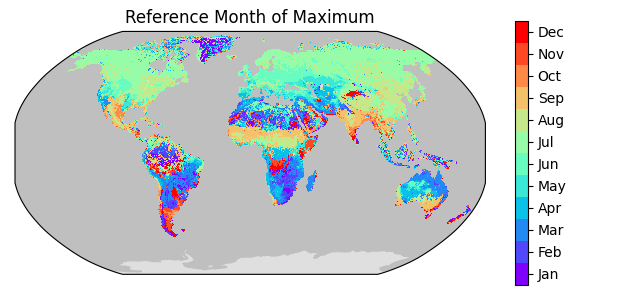 Reference Month of Maximum
Dec
Nov
Oct
Sep
Aug
Jul
Jun
May
Apr
Mar
Feb
Jan